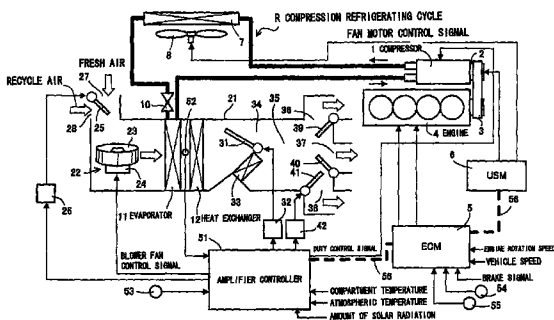 R COMPRESSION REFRIGERATING CYCLE
FAN MOTOR CONTROL SIGNAL
8
7
1 COMPRESSOR
2
FRESH AIR
RECYCLE AIR
27
10
52
21
34
35
36
39
28
25
23
31
37
4 ENGINE
3
22
24
33
40
41
38
6
USM
26
11 EVAPORATOR
12 HEAT EXCHANGER
32
42
56
BLOWER FAN
CONTROL SIGNAL
51
DUTY CONTROL SIGNAL
5
ECM
AMPLIFIER CONTROLLER
56
ENGINE ROTATION SPEED
VEHICLE SPEED
BRAKE SIGNAL
53
COMPARTMENT TEMPERATURE
ATMOSPHERIC TEMPERATURE
AMOUNT OF SOLAR RADIATION
54
55